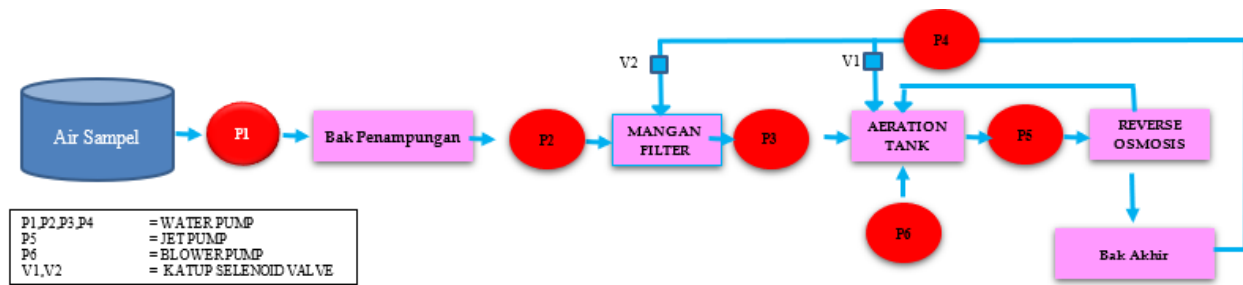 P4
V2
V1
Air Sampel
P1
Bak Penampungan
P2
MANGAN
FILTER
P3
AERATION
TANK
P5
REVERSE
OSMOSIS
P6
Bak Akhir
P1,P2,P3,P4 = WATER PUMP
P5 = JET PUMP
P6 = BLOWER PUMP
V1,V2 = KATUP SELENOID VALVE